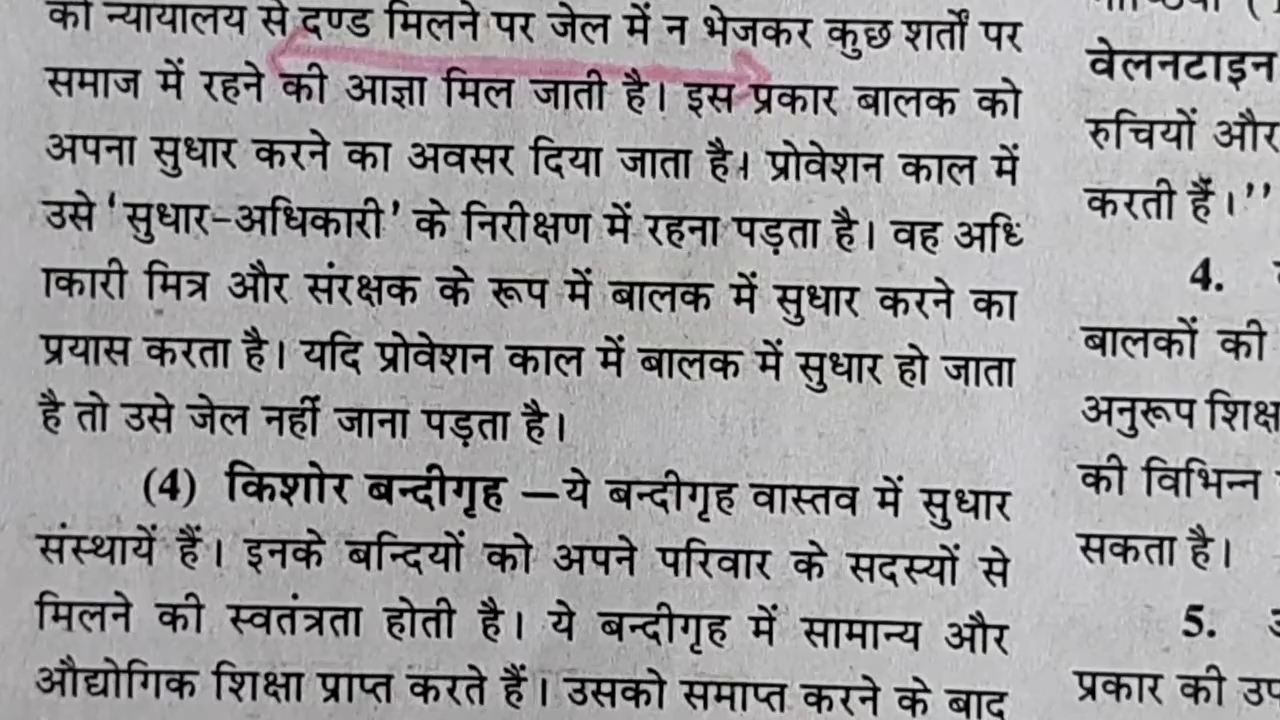 को न्यायालय से दण्ड मिलने पर जेल में न भेजकर कुछ शर्तों पर
समाज में रहने की आज्ञा मिल जाती है। इस प्रकार बालक को
अपना सुधार करने का अवसर दिया जाता है। प्रोवेशन काल में
उसे 'सुधार-अधिकारी' के निरीक्षण में रहना पड़ता है। वह अधि
ाकारी मित्र और संरक्षक के रूप में बालक में सुधार करने का
प्रयास करता है। यदि प्रोवेशन काल में बालक में सुधार हो जाता
है तो उसे जेल नहीं जाना पड़ता है।
(4) किशोर बन्दीगृह —ये बन्दीगृह वास्तव में सुधार
संस्थायें हैं। इनके बन्दियों को अपने परिवार के सदस्यों से
मिलने की स्वतंत्रता होती है। ये बन्दीगृह में सामान्य और
औद्योगिक शिक्षा प्राप्त करते हैं। उसको समाप्त करने के बाद
वेलनटाइन
रुचियों और
करती हैं।''
4.
बालकों की
अनुरूप
की विभिन्न
सकता है।
5.
प्रकार की